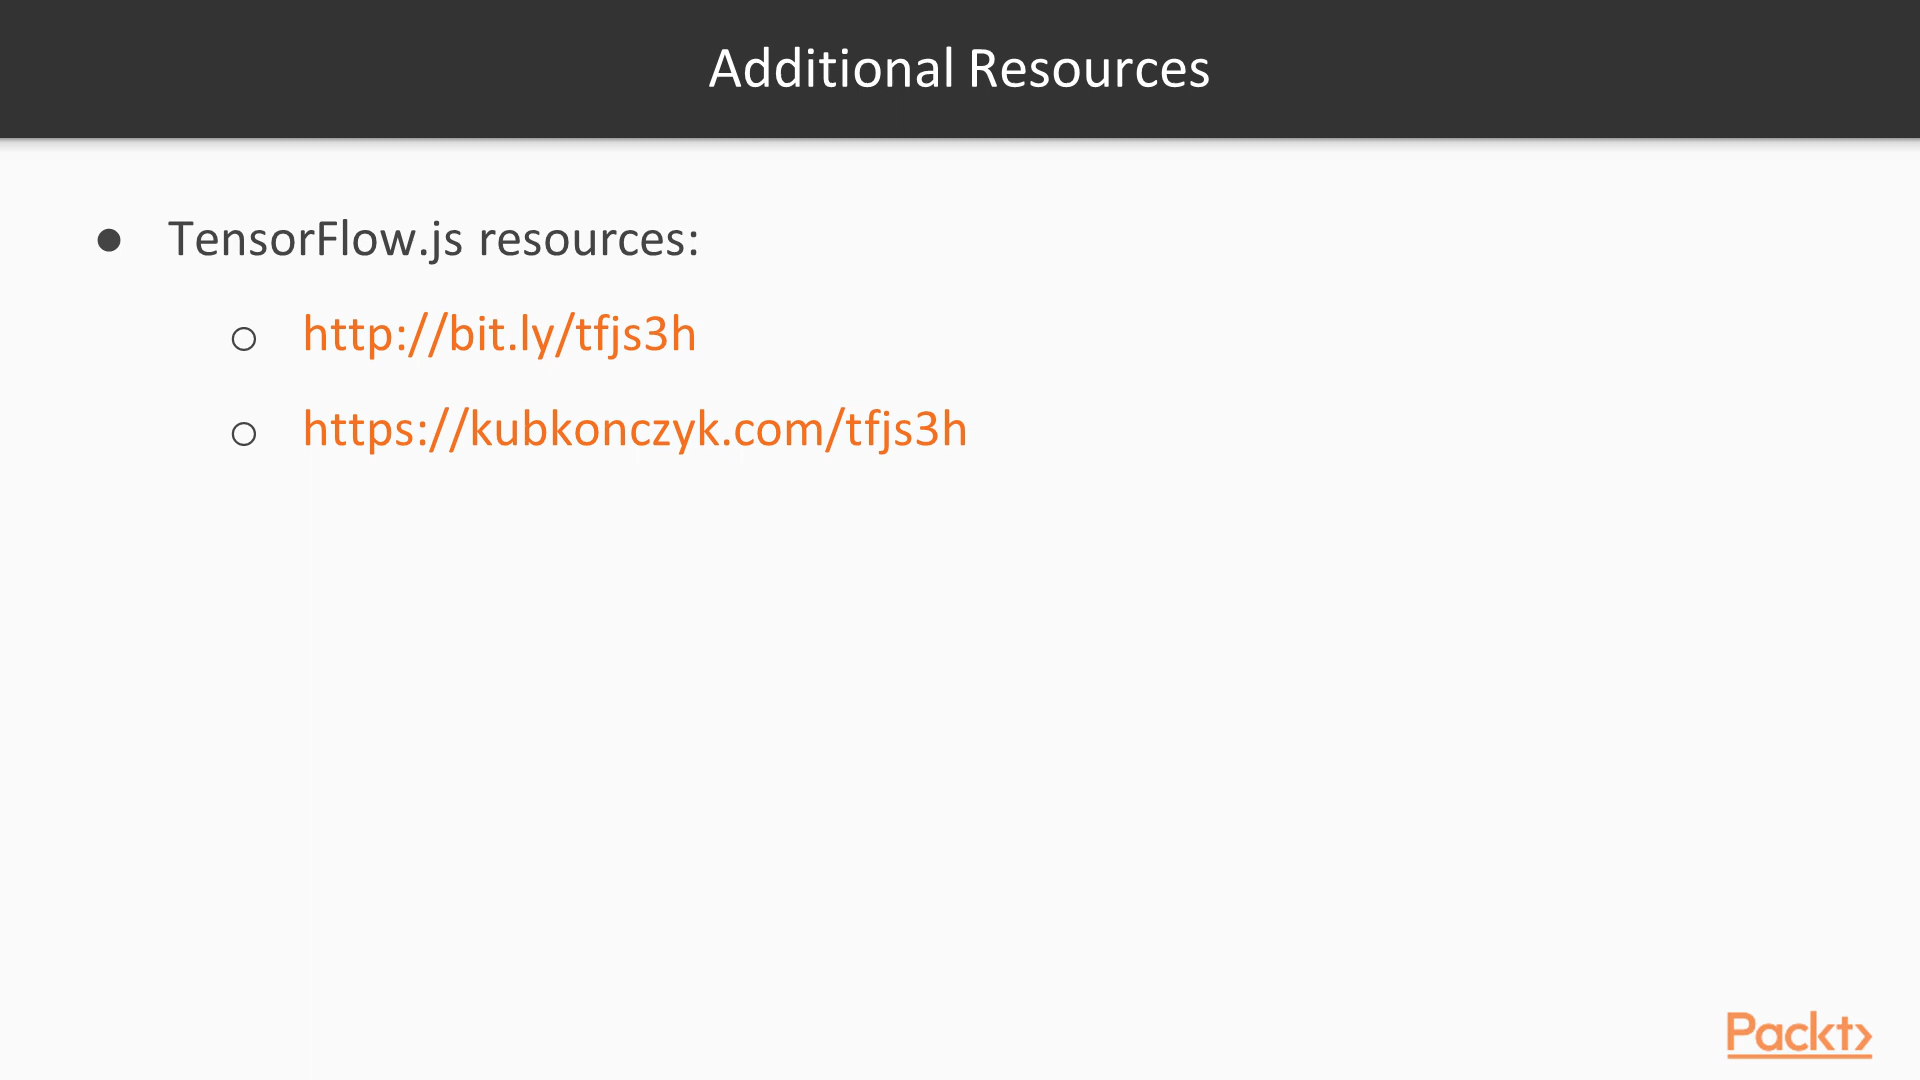 Additional Resources
● TensorFlow.js resources:
○ http://bit.ly/tfjs3h
○ https://kubkonczyk.com/tfjs3h
Packt>